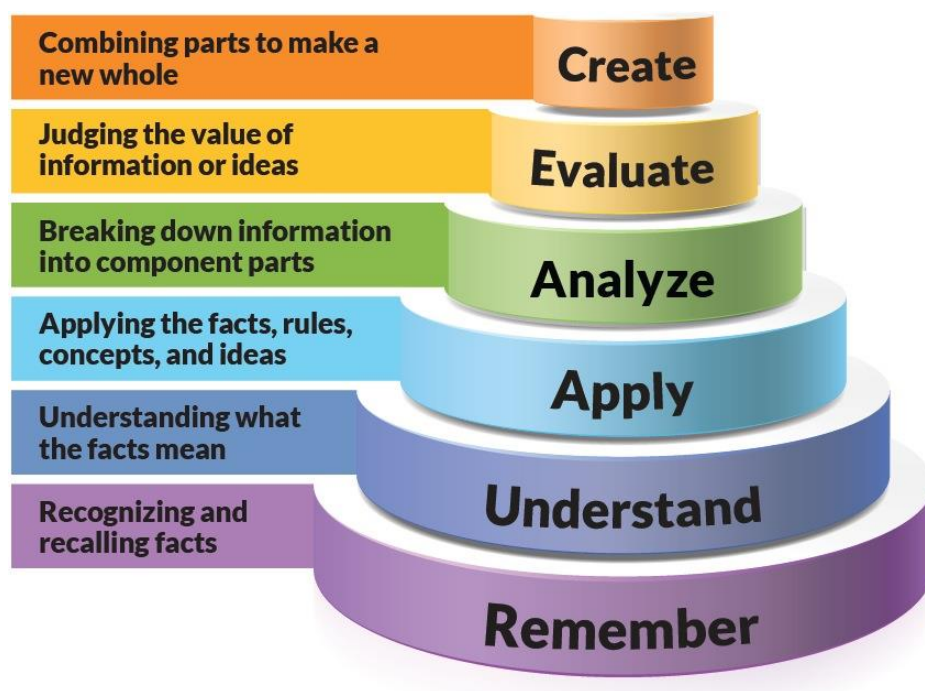 Combining parts to make a
new whole
Create
Judging the value of
information or ideas
Evaluate
Breaking down information
into component parts
Analyze
Applying the facts, rules,
concepts, and ideas
Apply
Understanding what
the facts mean
Understand
Recognizing and
recalling facts
Remember